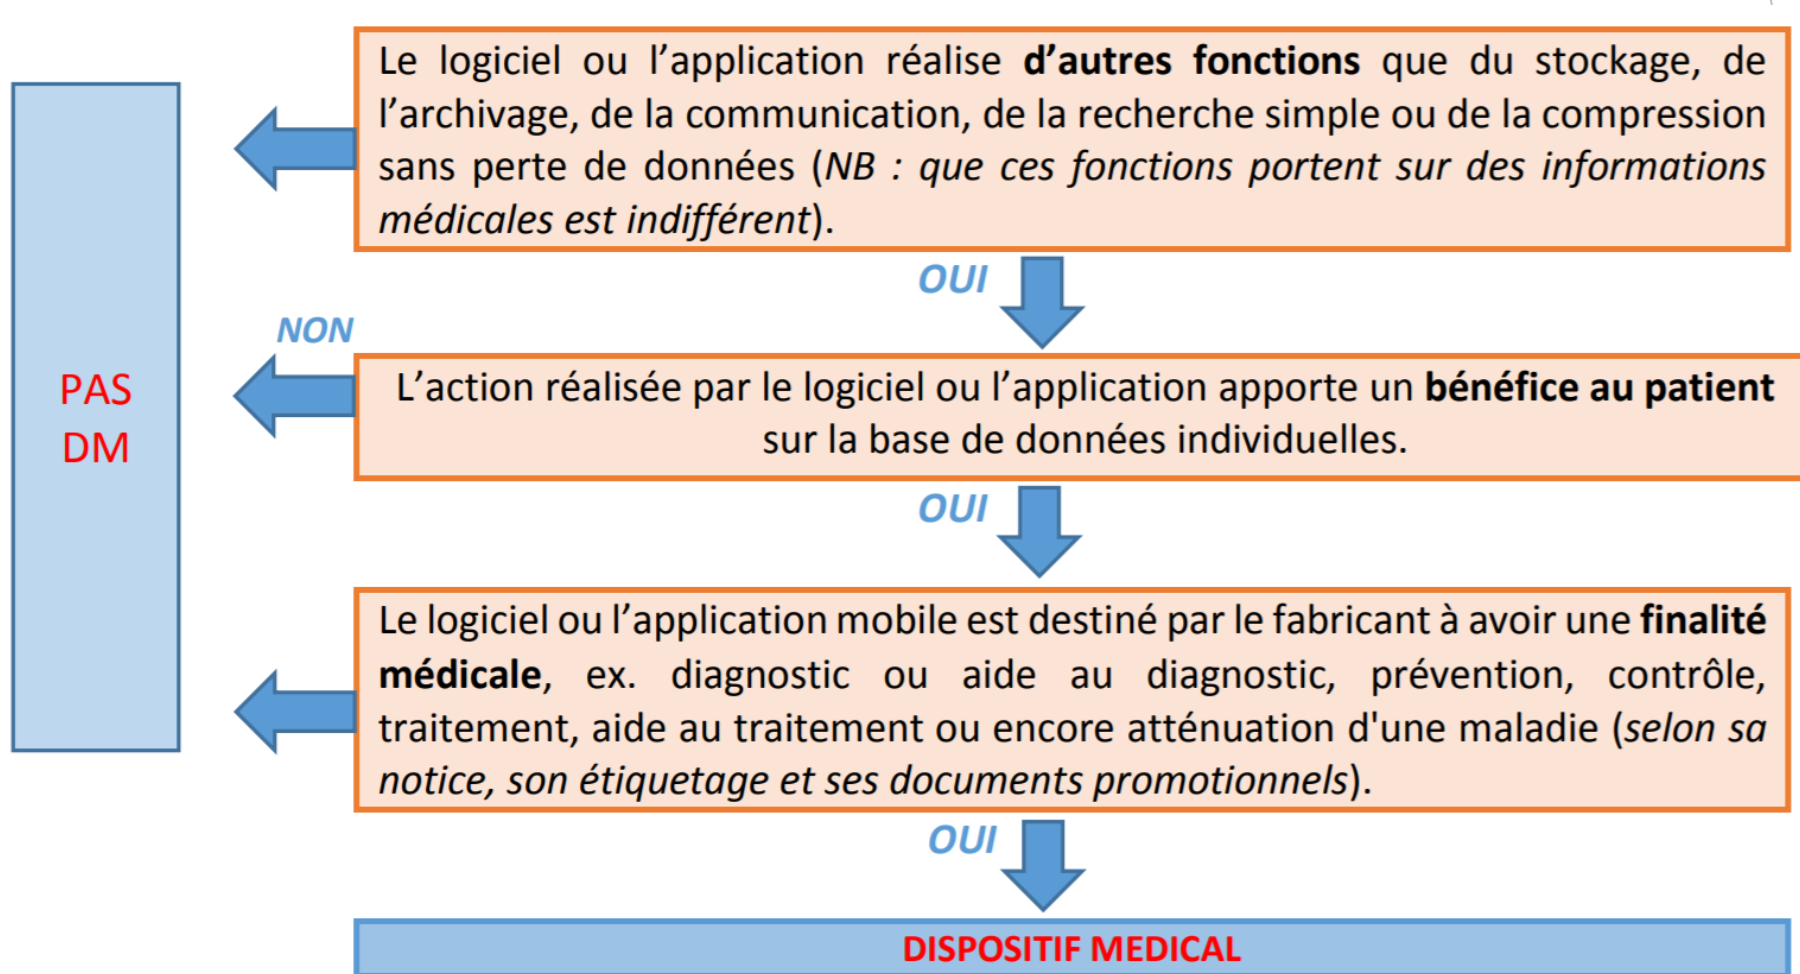 Le logiciel ou l’application réalise d’autres fonctions que du stockage, de
l’archivage, de la communication, de la recherche simple ou de la compression
sans perte de données (NB : que ces fonctions portent sur des informations
médicales est indifférent).
OUI
NON
PAS
DM
L’action réalisée par le logiciel ou l’application apporte un bénéfice au patient
sur la base de données individuelles.
OUI
Le logiciel ou l’application mobile est destiné par le fabricant à avoir une finalité
médicale, ex. diagnostic ou aide au diagnostic, prévention, contrôle,
traitement, aide au traitement ou encore atténuation d'une maladie (selon sa
notice, son étiquetage et ses documents promotionnels).
OUI
DISPOSITIF MEDICAL